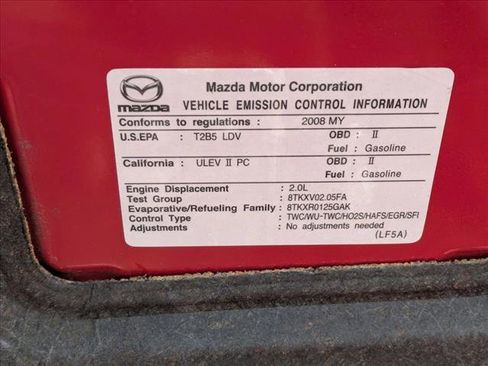 Mazda Motor Corporation
mazda VEHICLE EMISSION CONTROL INFORMATION
Conforms to regulations : 2008 MY
U.S.EPA : T2B5 LDV OBD : II
Fuel : Gasoline
California : ULEV II PC OBD : II
Fuel : Gasoline
Engine Displacement : 2.0L
Test Group : 8TKXV02.05FA
Evaporative/Refueling Family : 8TKXR0125GAK
Control Type : TWC/WU-TWC/HO2S/HAFS/EGR/SFI
Adjustments : No adjustments needed
(LF5A)